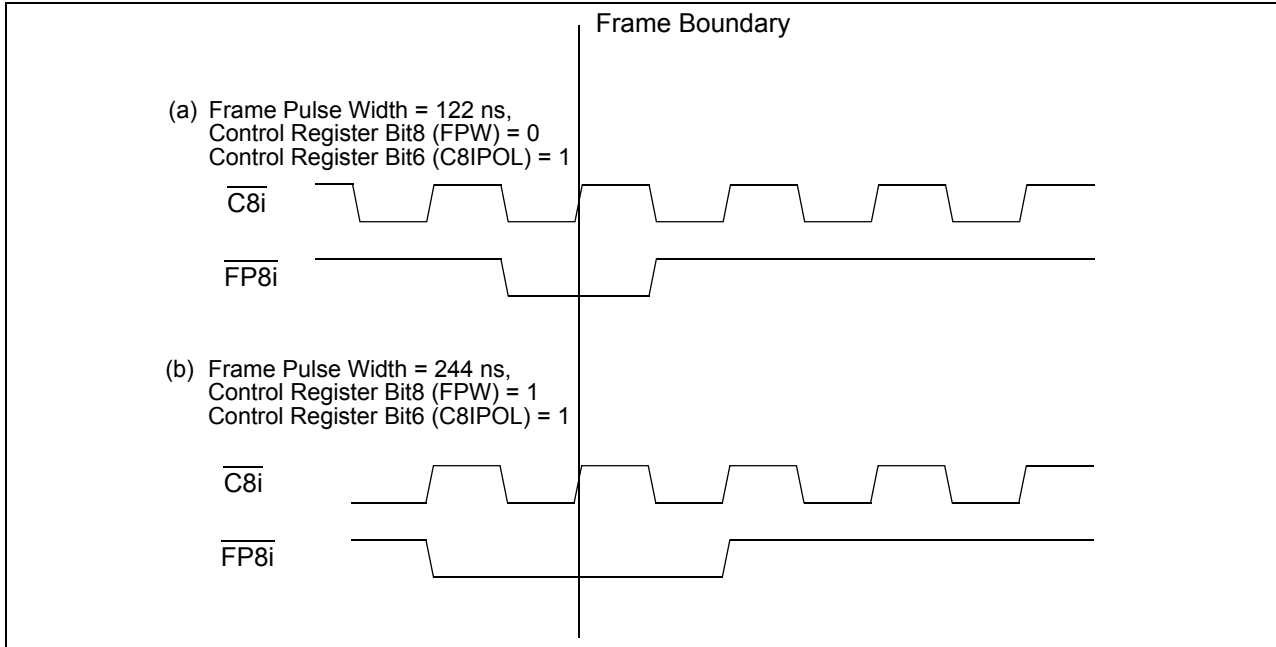 Frame Boundary
(a) Frame Pulse Width = 122 ns,
Control Register Bit8 (FPW) = 0
Control Register Bit6 (C8IPOL) = 1
C8i
FP8i
(b) Frame Pulse Width = 244 ns,
Control Register Bit8 (FPW) = 1
Control Register Bit6 (C8IPOL) = 1
C8i
FP8i